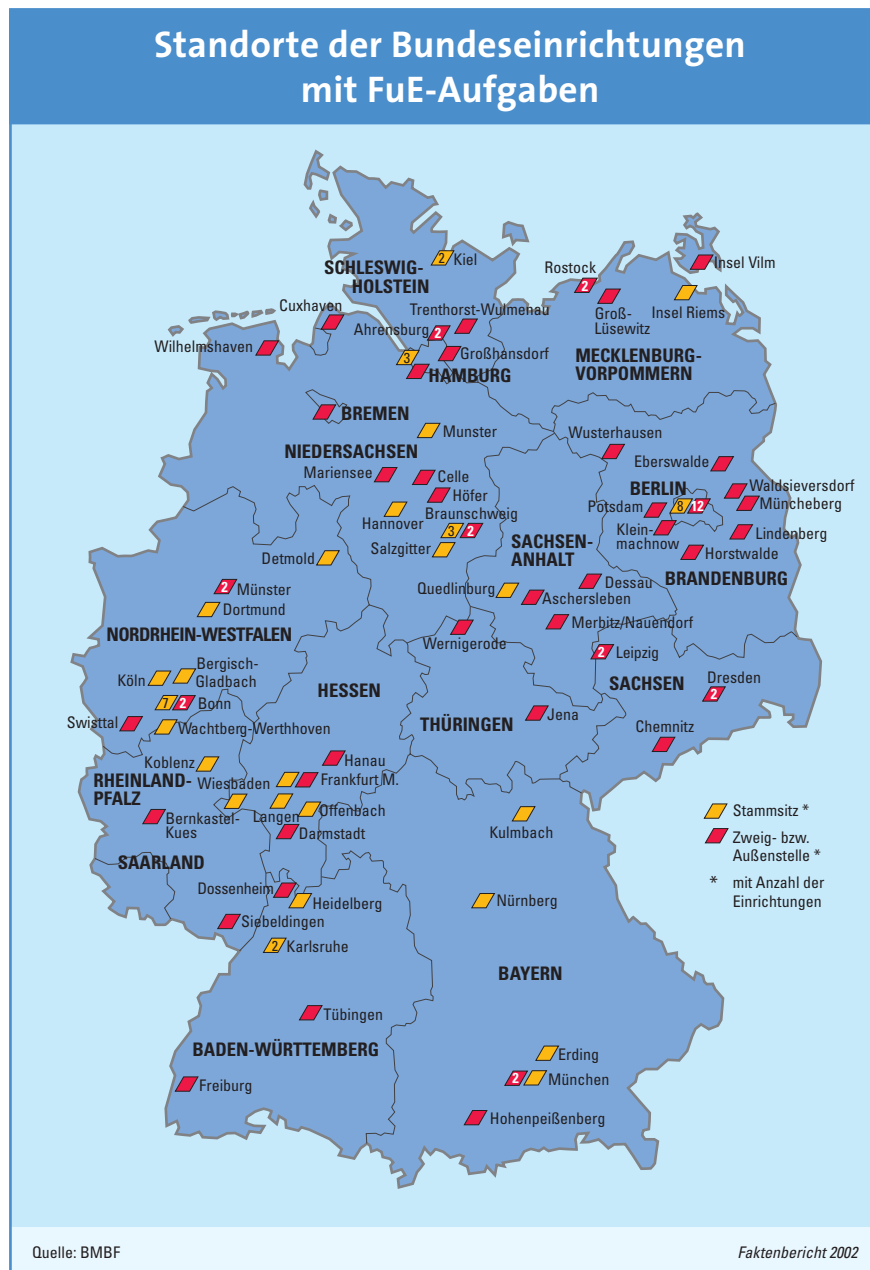 Standorte der Bundeseinrichtungen
mit FuE-Aufgaben
2 Kiel
SCHLESWIG-
HOLSTEIN
Insel Vilm
Rostock
2
Insel Riems
Groß-
Lüsewitz
Cuxhaven
Trenthorst-Wulmenau
Ahrensburg 2
Wilhelmshaven
3
Großhansdorf
HAMBURG
MECKLENBURG-
VORPOMMERN
BREMEN
Munster
NIEDERSACHSEN
Wusterhausen
Mariensee
Celle
Eberswalde
Höfer
BERLIN
Waldsieversdorf
Hannover
Braunschweig
Potsdam
8 12
Müncheberg
3 2
Klein-
machnow
Lindenberg
Salzgitter
SACHSEN-
ANHALT
Horstwalde
Detmold
BRANDENBURG
2 Münster
Quedlinburg
Dessau
Aschersleben
Dortmund
Merbitz/Nauendorf
NORDRHEIN-WESTFALEN
Wernigerode
2 Leipzig
Köln
Bergisch-
Gladbach
HESSEN
SACHSEN
Dresden
2
7 2 Bonn
Swisttal
Wachtberg-Werthhoven
THÜRINGEN
Jena
Chemnitz
Koblenz
Hanau
Wiesbaden
Frankfurt M.
RHEINLAND-
PFALZ
Langen
Offenbach
Bernkastel-
Kues
Darmstadt
Kulmbach
SAARLAND
Dossenheim
Heidelberg
Nürnberg
Siebeldingen
2 Karlsruhe
BAYERN
Tübingen
BADEN-WÜRTTEMBERG
Erding
Freiburg
2 München
Hohenpeißenberg
Stammsitz *
Zweig- bzw.
Außenstelle *
* mit Anzahl der
Einrichtungen
Quelle: BMBF
Faktenbericht 2002